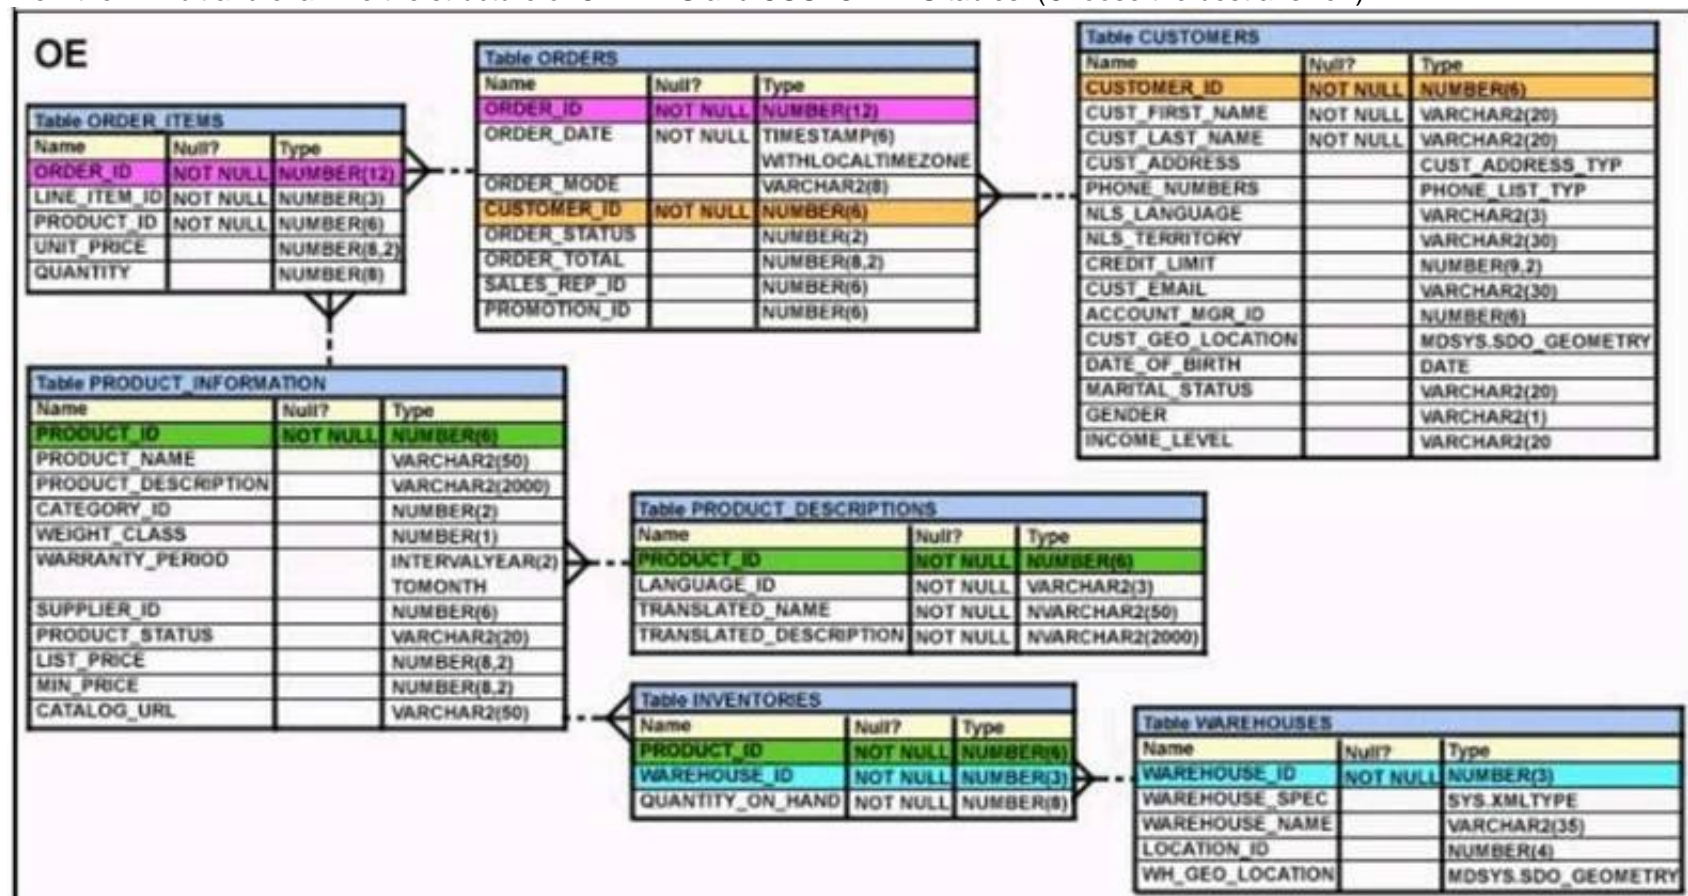 OE
Table ORDER_ITEMS
Name Null? Type
ORDER_ID NOT NULL NUMBER(12)
LINE_ITEM_ID NOT NULL NUMBER(3)
PRODUCT_ID NOT NULL NUMBER(6)
UNIT_PRICE NUMBER(8,2)
QUANTITY NUMBER(8)
Table ORDERS
Name Null? Type
ORDER_ID NOT NULL NUMBER(12)
ORDER_DATE NOT NULL TIMESTAMP(6)
WITHLOCALTIMEZONE
ORDER_MODE VARCHAR2(8)
CUSTOMER_ID NOT NULL NUMBER(6)
ORDER_STATUS NUMBER(2)
ORDER_TOTAL NUMBER(8,2)
SALES_REP_ID NUMBER(6)
PROMOTION_ID NUMBER(6)
Table CUSTOMERS
Name Null? Type
CUSTOMER_ID NOT NULL NUMBER(6)
CUST_FIRST_NAME NOT NULL VARCHAR2(20)
CUST_LAST_NAME NOT NULL VARCHAR2(20)
CUST_ADDRESS CUST_ADDRESS_TYP
PHONE_NUMBERS PHONE_LIST_TYP
NLS_LANGUAGE VARCHAR2(3)
NLS_TERRITORY VARCHAR2(30)
CREDIT_LIMIT NUMBER(9,2)
CUST_EMAIL VARCHAR2(30)
ACCOUNT_MGR_ID NUMBER(6)
CUST_GEO_LOCATION MDSYS.SDO_GEOMETRY
DATE_OF_BIRTH DATE
MARITAL_STATUS VARCHAR2(20)
GENDER VARCHAR2(1)
INCOME_LEVEL VARCHAR2(20
Table PRODUCT_INFORMATION
Name Null? Type
PRODUCT_ID NOT NULL NUMBER(6)
PRODUCT_NAME VARCHAR2(50)
PRODUCT_DESCRIPTION VARCHAR2(2000)
CATEGORY_ID NUMBER(2)
WEIGHT_CLASS NUMBER(1)
WARRANTY_PERIOD INTERVALYEAR(2)
TOMONTH
SUPPLIER_ID NUMBER(6)
PRODUCT_STATUS VARCHAR2(20)
LIST_PRICE NUMBER(8,2)
MIN_PRICE NUMBER(8,2)
CATALOG_URL VARCHAR2(50)
Table PRODUCT_DESCRIPTIONS
Name Null? Type
PRODUCT_ID NOT NULL NUMBER(6)
LANGUAGE_ID NOT NULL VARCHAR2(3)
TRANSLATED_NAME NOT NULL NVARCHAR2(50)
TRANSLATED_DESCRIPTION NOT NULL NVARCHAR2(2000)
Table INVENTORIES
Name Null? Type
PRODUCT_ID NOT NULL NUMBER(6)
WAREHOUSE_ID NOT NULL NUMBER(3)
QUANTITY_ON_HAND NOT NULL NUMBER(8)
Table WAREHOUSES
Name Null? Type
WAREHOUSE_ID NOT NULL NUMBER(3)
WAREHOUSE_SPEC SYS.XMLTYPE
WAREHOUSE_NAME VARCHAR2(35)
LOCATION_ID NUMBER(4)
WH_GEO_LOCATION MDSYS.SDO_GEOMETRY